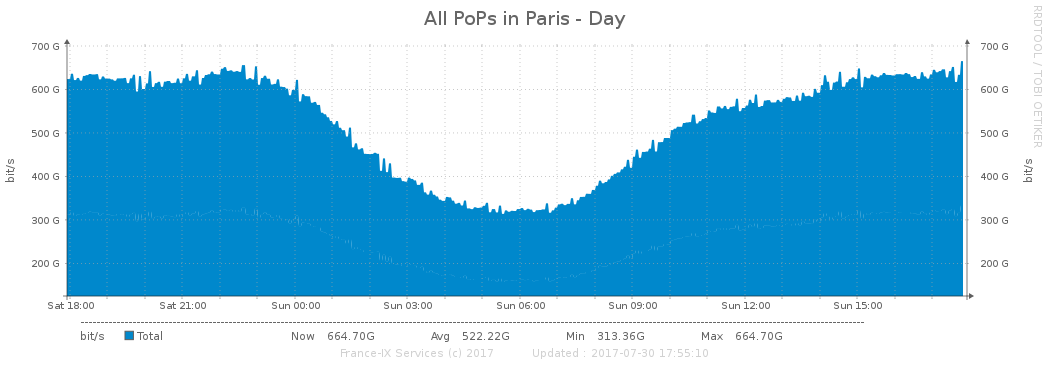 All PoPs in Paris - Day
RRDTOOL / TOBI OETIKER
700 G 700 G
600 G 600 G
500 G 500 G
400 G 400 G
300 G 300 G
200 G 200 G
bit/s bit/s
Sat 18:00 Sat 21:00 Sun 00:00 Sun 03:00 Sun 06:00 Sun 09:00 Sun 12:00 Sun 15:00
bit/s Total Now 664.70G Avg 522.22G Min 313.36G Max 664.70G
France-IX Services (c) 2017 Updated : 2017-07-30 17:55:10